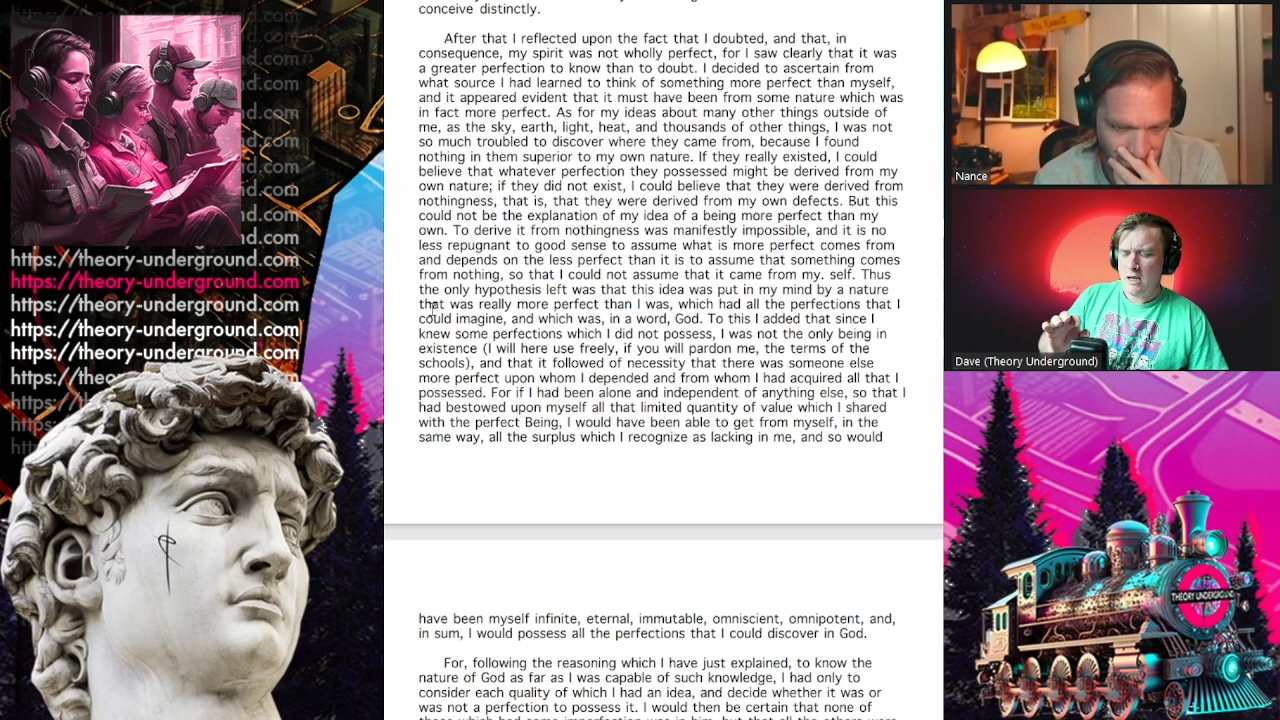 nd.com
nd.com
nd.com
nd.com
nd.com
nd.com
nd.com
nd.com
nd.com
nd.com
https://theory-underground.com
https://theory-underground.com
https://theory-underground.com
https://theory-underground.com
https://theory-underground.com
https://theo
https:
http
conceive distinctly.
After that I reflected upon the fact that I doubted, and that, in
consequence, my spirit was not wholly perfect, for I saw clearly that it was
a greater perfection to know than to doubt. I decided to ascertain from
what source I had learned to think of something more perfect than myself,
and it appeared evident that it must have been from some nature which was
in fact more perfect. As for my ideas about many other things outside of
me, as the sky, earth, light, heat, and thousands of other things, I was not
so much troubled to discover where they came from, because I found
nothing in them superior to my own nature. If they really existed, I could
believe that whatever perfection they possessed might be derived from my
own nature; if they did not exist, I could believe that they were derived from
nothingness, that is, that they were derived from my own defects. But this
could not be the explanation of my idea of a being more perfect than my
own. To derive it from nothingness was manifestly impossible, and it is no
less repugnant to good sense to assume what is more perfect comes from
and depends on the less perfect than it is to assume that something comes
from nothing, so that I could not assume that it came from my. self. Thus
the only hypothesis left was that this idea was put in my mind by a nature
that was really more perfect than I was, which had all the perfections that I
could imagine, and which was, in a word, God. To this I added that since I
knew some perfections which I did not possess, I was not the only being in
existence (I will here use freely, if you will pardon me, the terms of the
schools), and that it followed of necessity that there was someone else
more perfect upon whom I depended and from whom I had acquired all that I
possessed. For if I had been alone and independent of anything else, so that I
had bestowed upon myself all that limited quantity of value which I shared
with the perfect Being, I would have been able to get from myself, in the
same way, all the surplus which I recognize as lacking in me, and so would
have been myself infinite, eternal, immutable, omniscient, omnipotent, and,
in sum, I would possess all the perfections that I could discover in God.
For, following the reasoning which I have just explained, to know the
nature of God as far as I was capable of such knowledge, I had only to
consider each quality of which I had an idea, and decide whether it was or
was not a perfection to possess it. I would then be certain that none of
Nance
Dave (Theory Underground)
THEORY UNDERGROUND